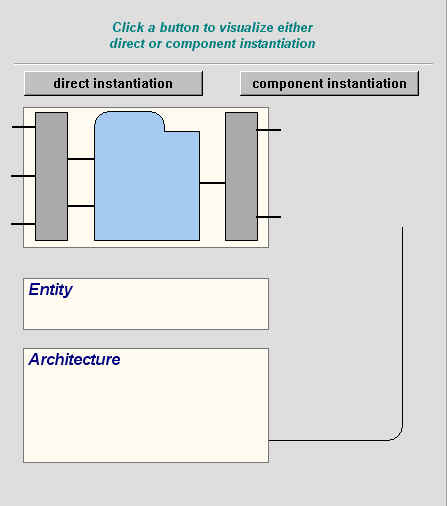 Click a button to visualize either
direct or component instantiation
direct instantiation
component instantiation
Entity
Architecture